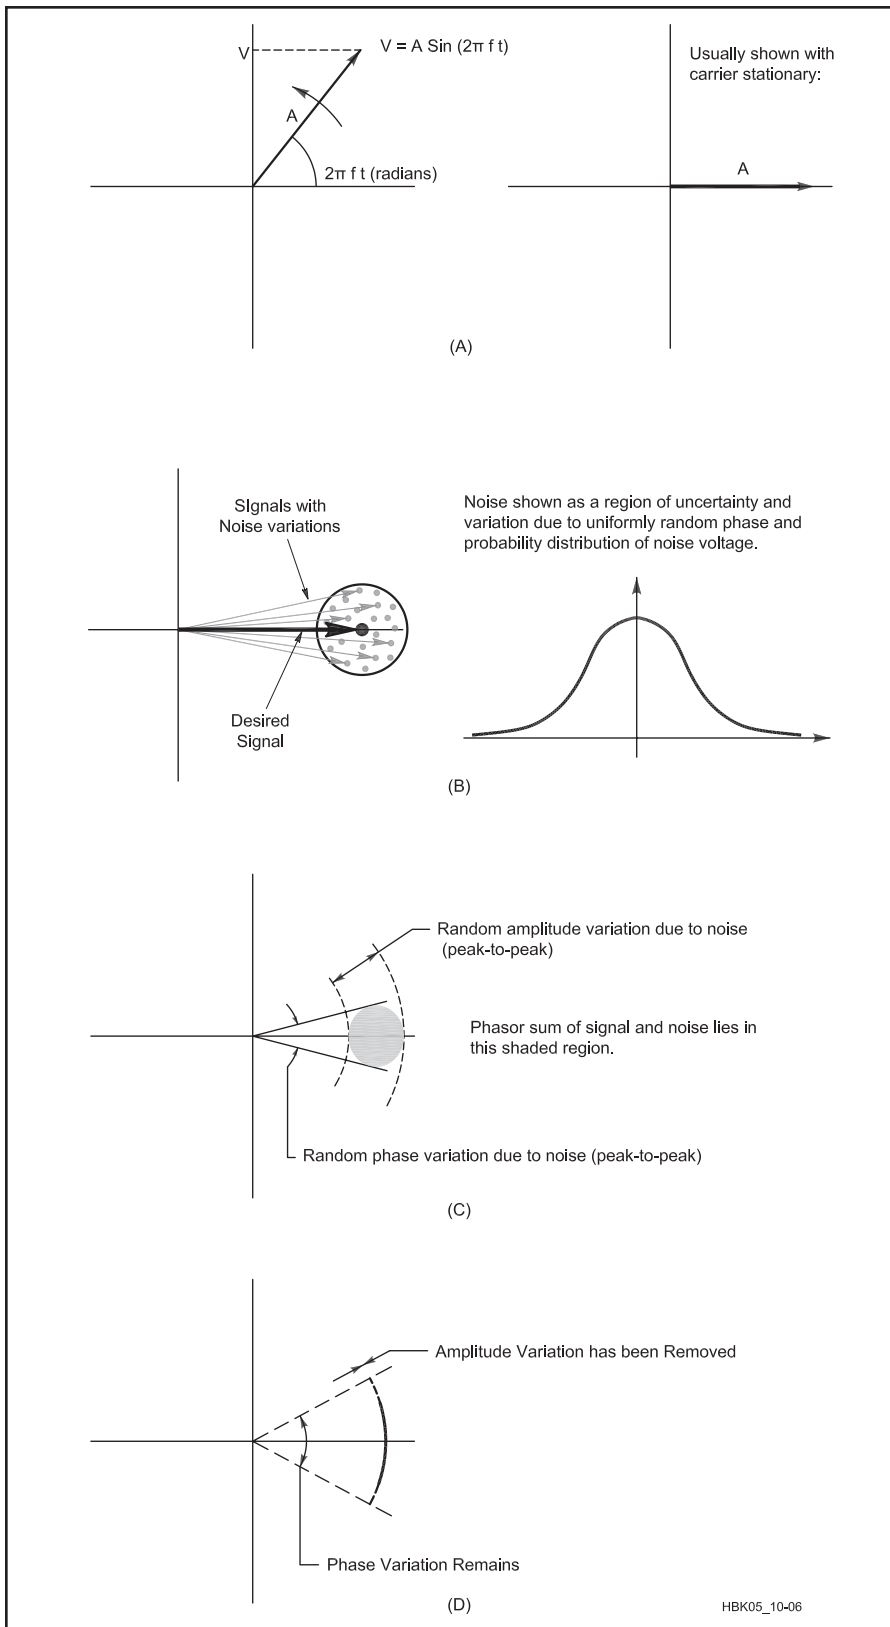 V
V = A Sin (2π f t)
A
2π f t (radians)
Usually shown with
carrier stationary:
A
(A)
SIgnals with
Noise variations
Desired
Signal
Noise shown as a region of uncertainty and
variation due to uniformly random phase and
probability distribution of noise voltage.
(B)
Random amplitude variation due to noise
(peak-to-peak)
Phasor sum of signal and noise lies in
this shaded region.
Random phase variation due to noise (peak-to-peak)
(C)
Amplitude Variation has been Removed
Phase Variation Remains
(D)
HBK05_10-06